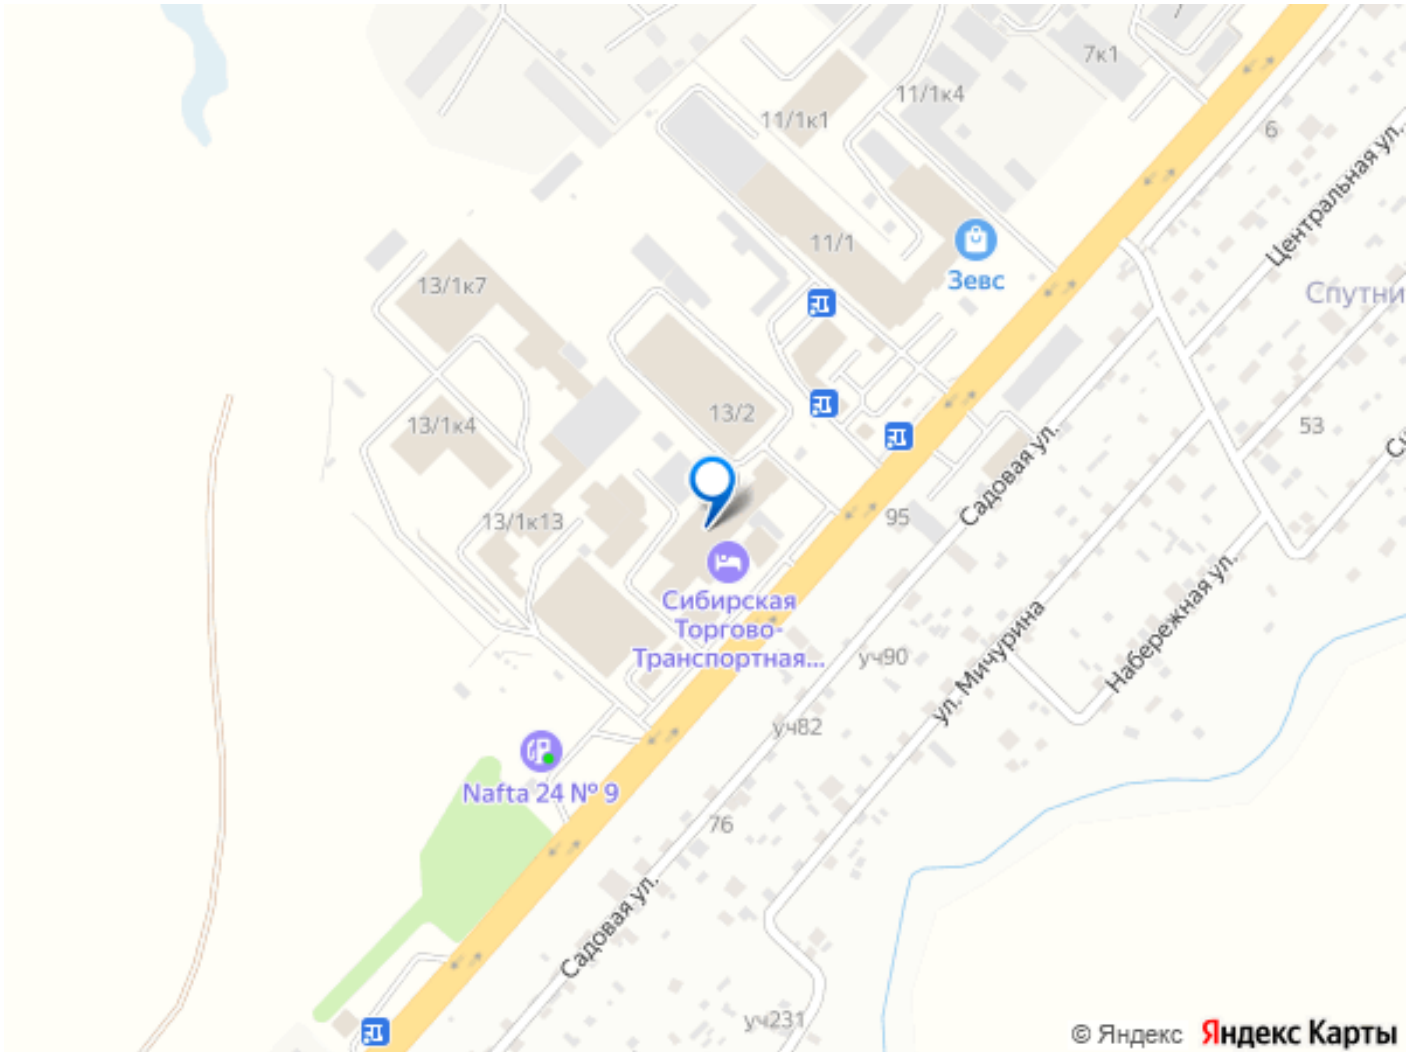 7к1
11/1к4
11/1к1
6
Центральная ул.
11/1
Зевс
13/1к7
Спутни
13/2
13/1к4
53
Садовая ул.
95
13/1к13
Сибирская
Торгово-
Транспортная...
уч90
ул. Мичурина
Набережная ул.
уч82
Nafta 24 № 9
76
Садовая ул.
уч231
© Яндекс Яндекс Карты